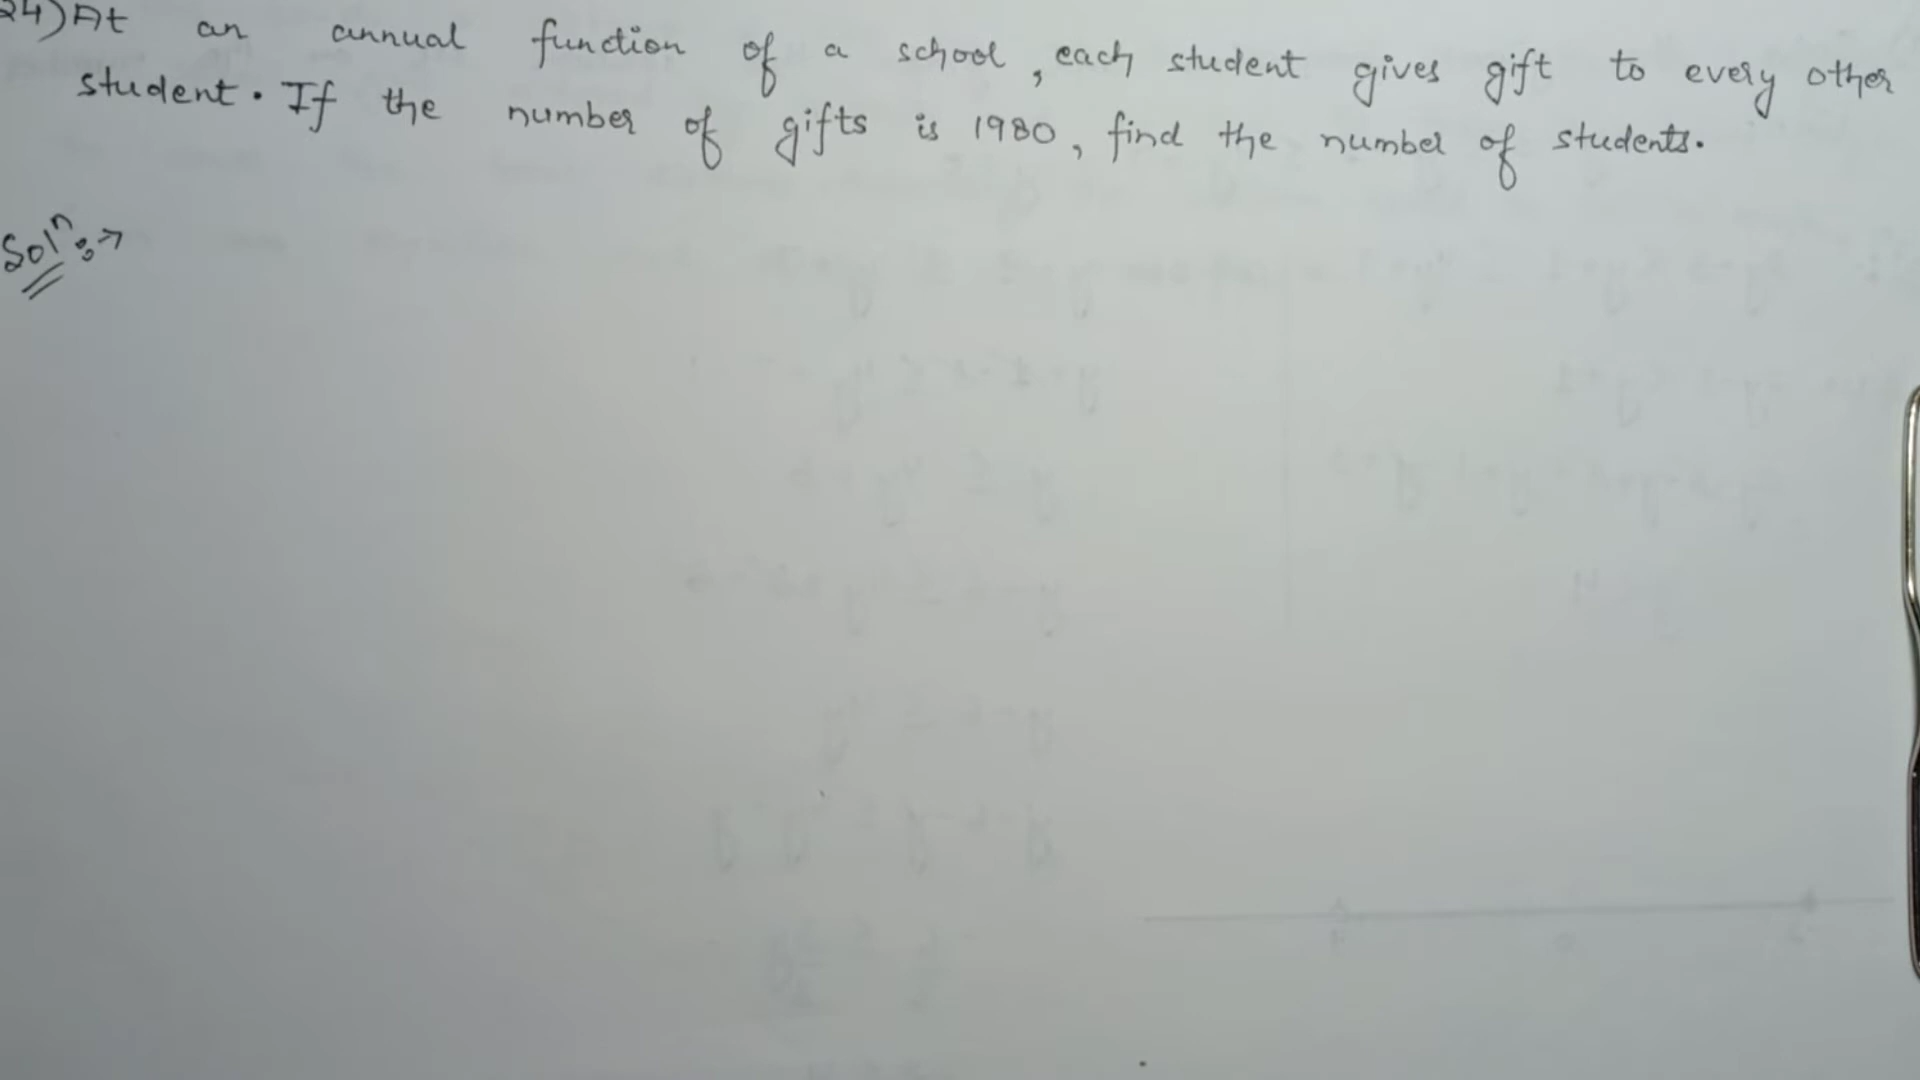 24) At an annual function of a school, each student gives gift to every other
student. If the number of gifts is 1980, find the number of students.
Solⁿ:→